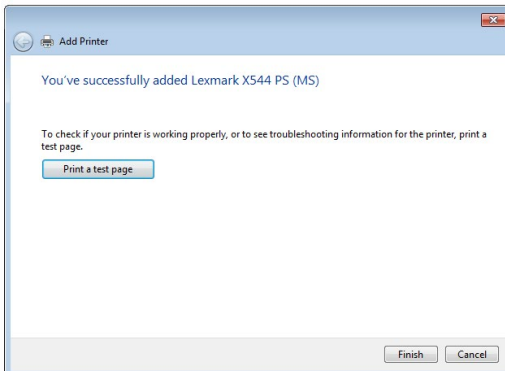 Add Printer
You've successfully added Lexmark X544 PS (MS)
To check if your printer is working properly, or to see troubleshooting information for the printer, print a
test page.
Print a test page
Finish Cancel